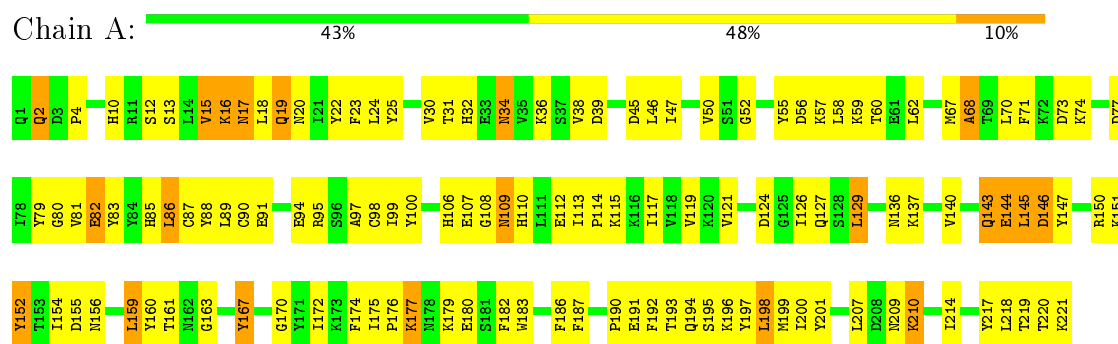 Chain A:
43% 48% 10%
Q1 Q2 D3 P4 H10 R11 S12 S13 L14 V15 K16 N17 L18 Q19 N20 I21 Y22 F23 L24 Y25 V30 T31 H32 E33 N34 V35 K36 S37 V38 D39 D45 L46 I47 V50 S51 G52 Y55 D56 K57 L58 K59 T60 E61 L62 M67 A68 T69 L70 F71 K72 D73 K74 D77
I78 Y79 G80 V81 E82 Y83 Y84 H85 L86 C87 Y88 L89 C90 E91 E94 R95 S96 A97 C98 I99 Y100 H106 E107 G108 N109 H110 L111 E112 I113 P114 K115 K116 I117 V118 V119 K120 V121 D124 G125 I126 Q127 S128 L129 N136 K137 V140 Q143 E144 L145 D146 Y147 R150 K151
Y152 T153 I154 D155 N156 L159 Y160 T161 N162 G163 Y167 G170 Y171 I172 K173 F174 I175 P176 K177 N178 K179 E180 S181 F182 W183 F186 F187 P190 E191 F192 T193 Q194 S195 K196 Y197 L198 M199 I200 Y201 L207 D208 N209 K210 I214 Y217 L218 T219 T220 K221